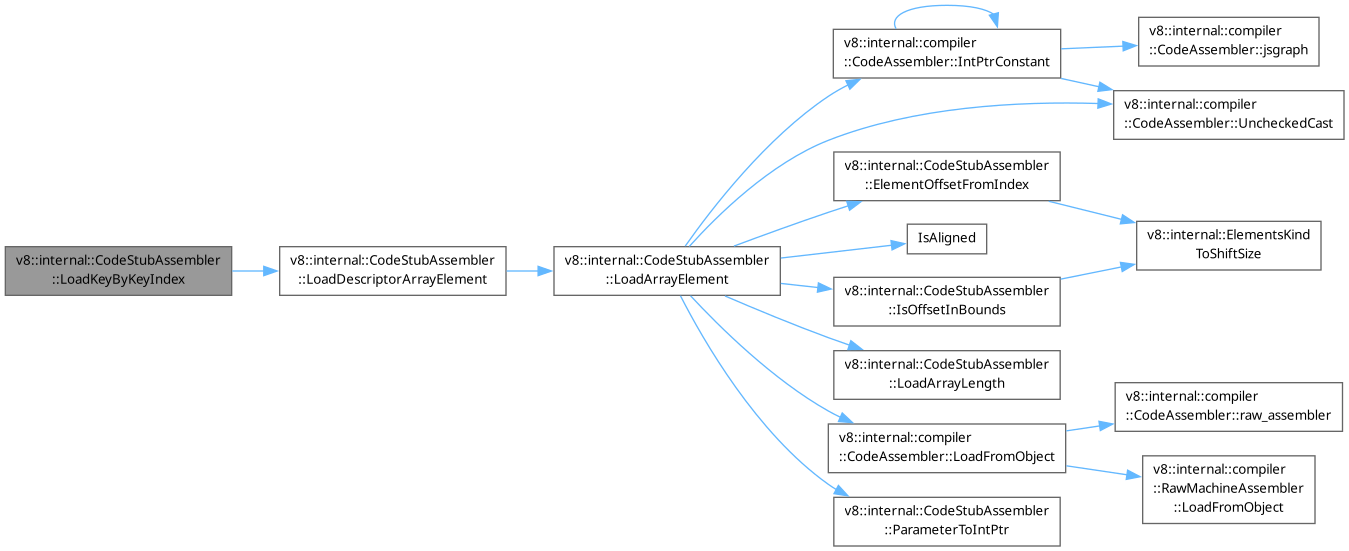 v8::internal::CodeStubAssembler
::LoadKeyByKeyIndex
v8::internal::CodeStubAssembler
::LoadDescriptorArrayElement
v8::internal::CodeStubAssembler
::LoadArrayElement
v8::internal::compiler
::CodeAssembler::IntPtrConstant
v8::internal::compiler
::CodeAssembler::jsgraph
v8::internal::compiler
::CodeAssembler::UncheckedCast
v8::internal::CodeStubAssembler
::ElementOffsetFromIndex
v8::internal::ElementsKind
ToShiftSize
IsAligned
v8::internal::CodeStubAssembler
::IsOffsetInBounds
v8::internal::CodeStubAssembler
::LoadArrayLength
v8::internal::compiler
::CodeAssembler::LoadFromObject
v8::internal::compiler
::CodeAssembler::raw_assembler
v8::internal::compiler
::RawMachineAssembler
::LoadFromObject
v8::internal::CodeStubAssembler
::ParameterToIntPtr